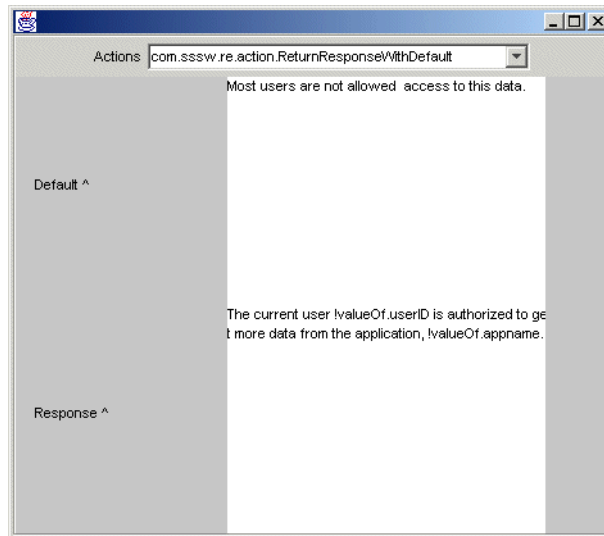 Actions com.sssw.re.action.ReturnResponseWithDefault
Most users are not allowed  access to this data.
Default ^
The current user !valueOf.userID is authorized to ge
t more data from the application, !valueOf.appname.
Response ^